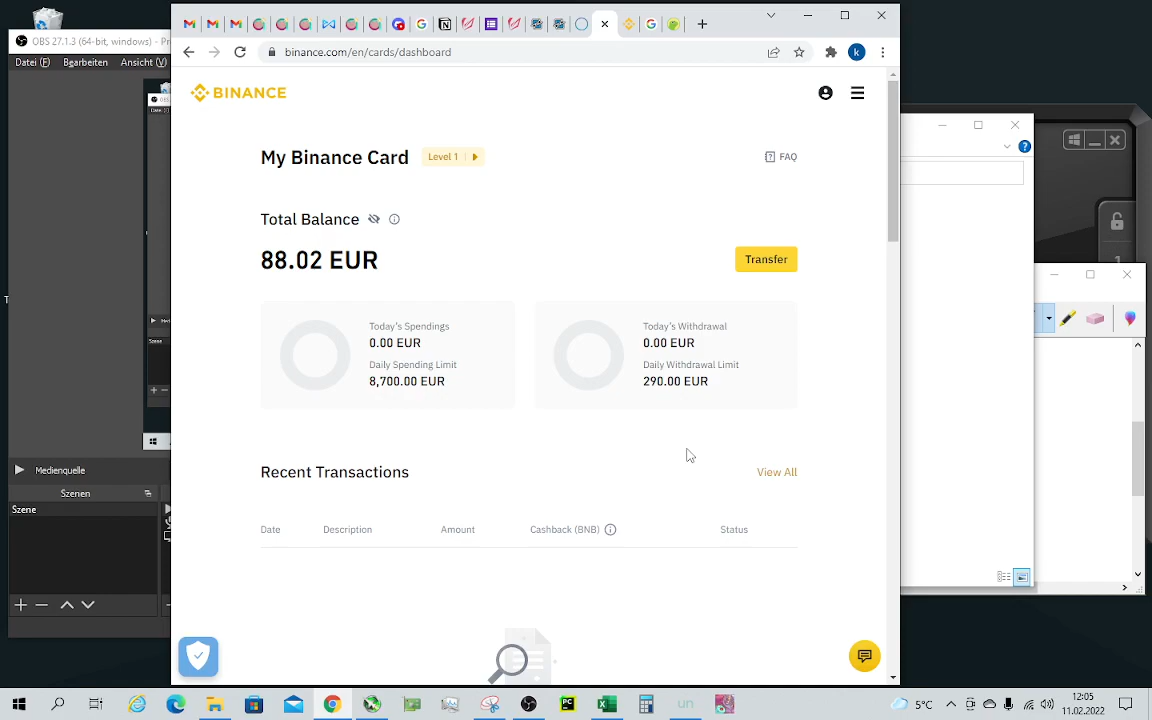 OBS 27.1.3 (64-bit, windows) - Pr
Datei (F)
Bearbeiten
Ansicht (V)
binance.com/en/cards/dashboard
k
BINANCE
My Binance Card
Level 1
FAQ
Total Balance
88.02 EUR
Transfer
Today's Spendings
0.00 EUR
Daily Spending Limit
8,700.00 EUR
Today's Withdrawal
0.00 EUR
Daily Withdrawal Limit
290.00 EUR
Recent Transactions
View All
Date
Description
Amount
Cashback (BNB)
Status
Medienquelle
Szenen
Szene
5°C
12:05
11.02.2022